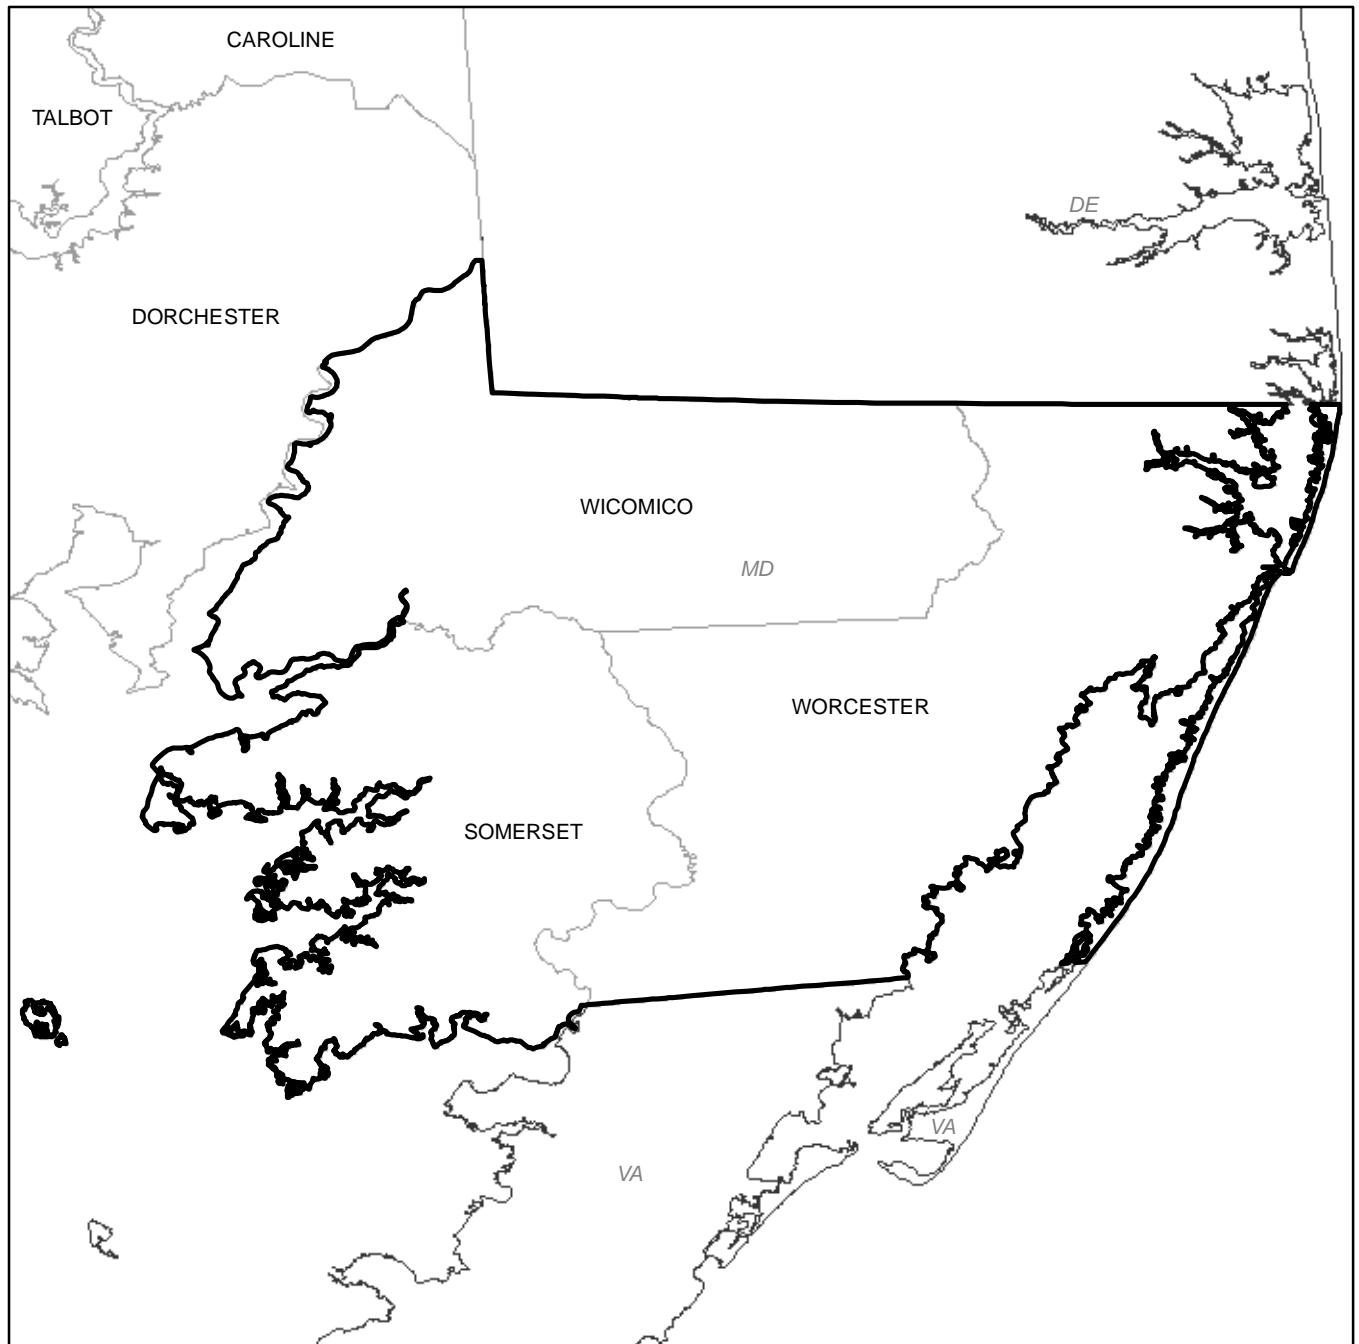 CAROLINE
TALBOT
DE
DORCHESTER
WICOMICO
MD
WORCESTER
SOMERSET
VA
VA